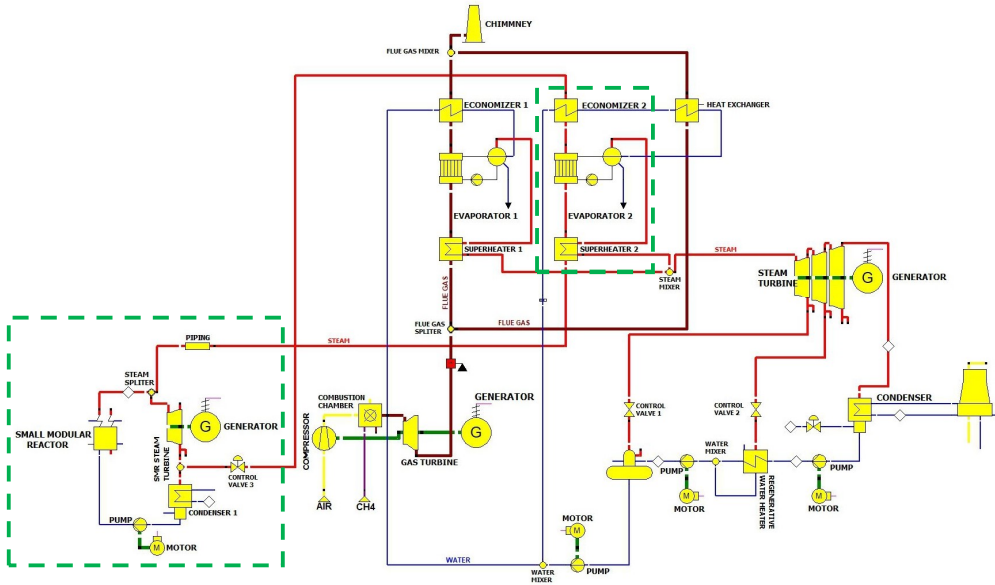 CHIMMNEY
FLUE GAS MIXER
ECONOMIZER 1
ECONOMIZER 2
HEAT EXCHANGER
EVAPORATOR 1
EVAPORATOR 2
SUPERHEATER 1
SUPERHEATER 2
STEAM
STEAM
MIXER
STEAM
TURBINE
G
GENERATOR
FLUE GAS
FLUE GAS
SPLITER
FLUE GAS
PIPING
STEAM
STEAM
SPLITER
SMALL MODULAR
REACTOR
SMR STEAM
TURBINE
G
GENERATOR
CONTROL
VALVE 3
CONDENSER 1
PUMP
M
MOTOR
COMBUSTION
CHAMBER
COMPRESSOR
GENERATOR
G
GAS TURBINE
AIR
CH4
CONTROL
VALVE 1
CONTROL
VALVE 2
CONDENSER
WATER
MIXER
PUMP
PUMP
M
MOTOR
REGENERATIVE
WATER HEATER
M
MOTOR
MOTOR
M
WATER
WATER
MIXER
PUMP